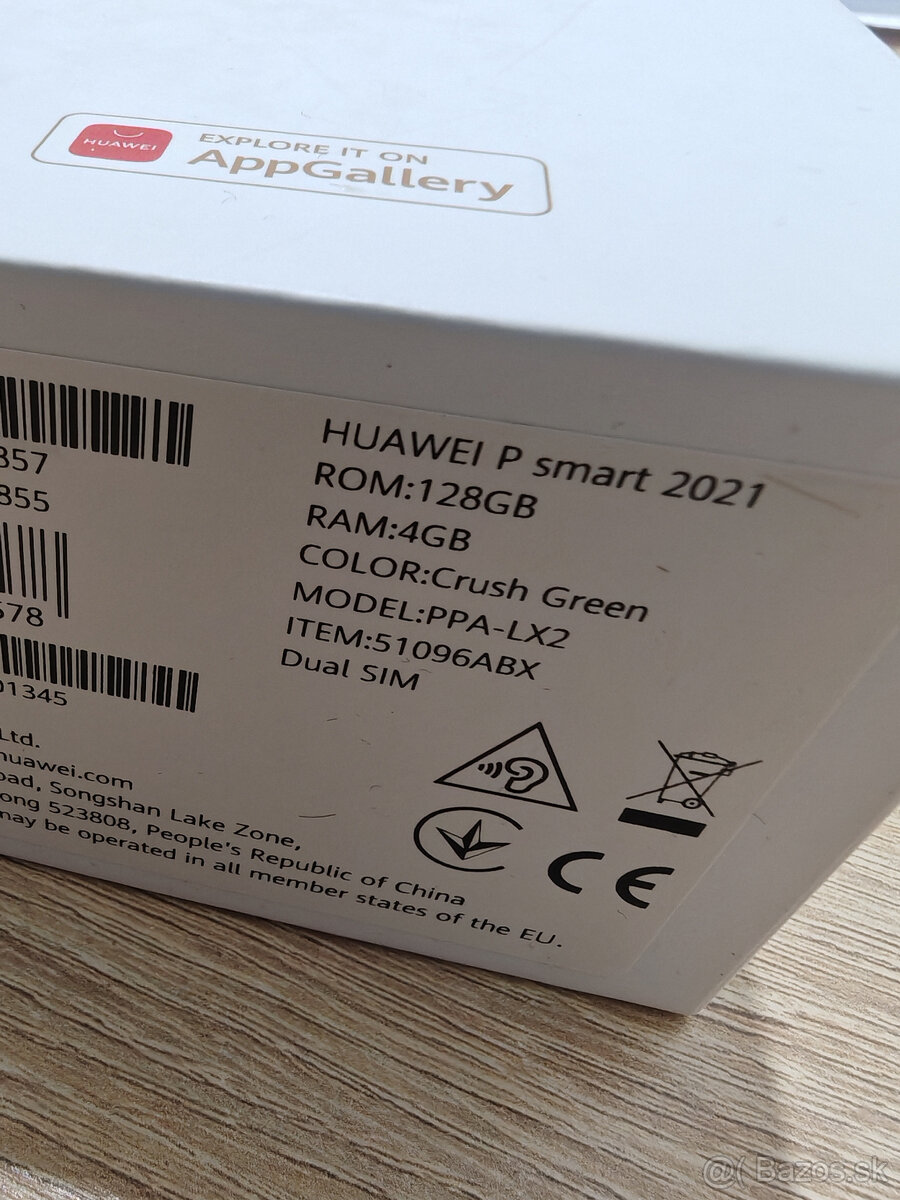 HUAWEI
EXPLORE IT ON
AppGallery
857
855
578
01345
HUAWEI P smart 2021
ROM:128GB
RAM:4GB
COLOR:Crush Green
MODEL:PPA-LX2
ITEM:51096ABX
Dual SIM
Ltd.
huawei.com
oad, Songshan Lake Zone,
ong 523808, People's Republic of China
may be operated in all member states of the EU.
CE
@( Bazos.sk